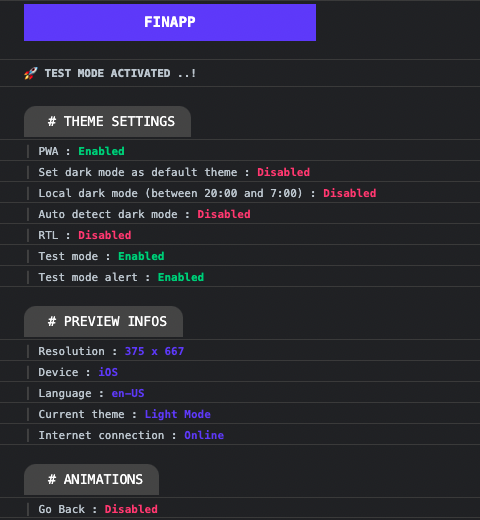 FINAPP
🚀 TEST MODE ACTIVATED ..!
# THEME SETTINGS
PWA : Enabled
Set dark mode as default theme : Disabled
Local dark mode (between 20:00 and 7:00) : Disabled
Auto detect dark mode : Disabled
RTL : Disabled
Test mode : Enabled
Test mode alert : Enabled
# PREVIEW INFOS
Resolution : 375 x 667
Device : iOS
Language : en-US
Current theme : Light Mode
Internet connection : Online
# ANIMATIONS
Go Back : Disabled